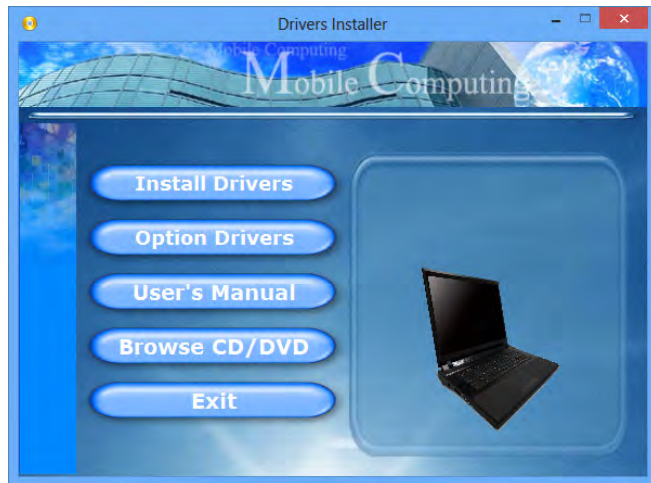 Drivers Installer
Mobile Computing
Mobile Computing
Install Drivers
Option Drivers
User's Manual
Browse CD/DVD
Exit